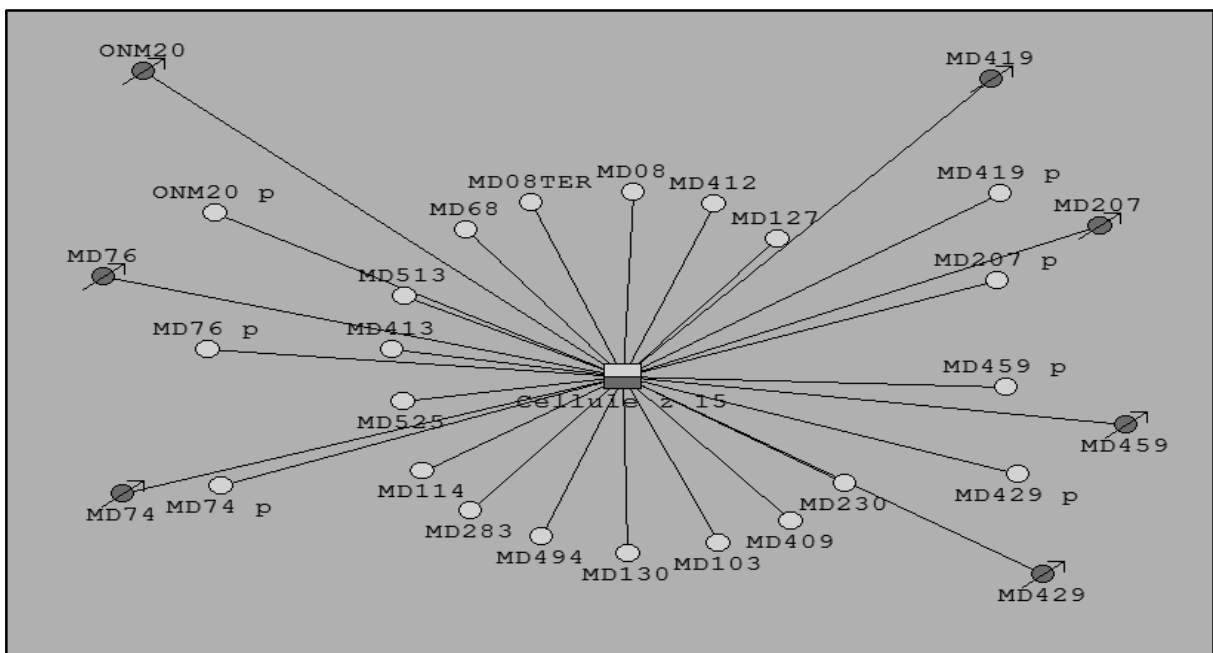 ONM20
MD419
MD08TER
MD08
MD412
MD419 p
ONM20 p
MD68
MD127
MD207
MD76
MD513
MD207 p
MD76 p
MD413
MD459 p
MD525
Cellule z 15
MD459
MD74
MD74 p
MD114
MD230
MD429 p
MD283
MD494
MD130
MD103
MD409
MD429